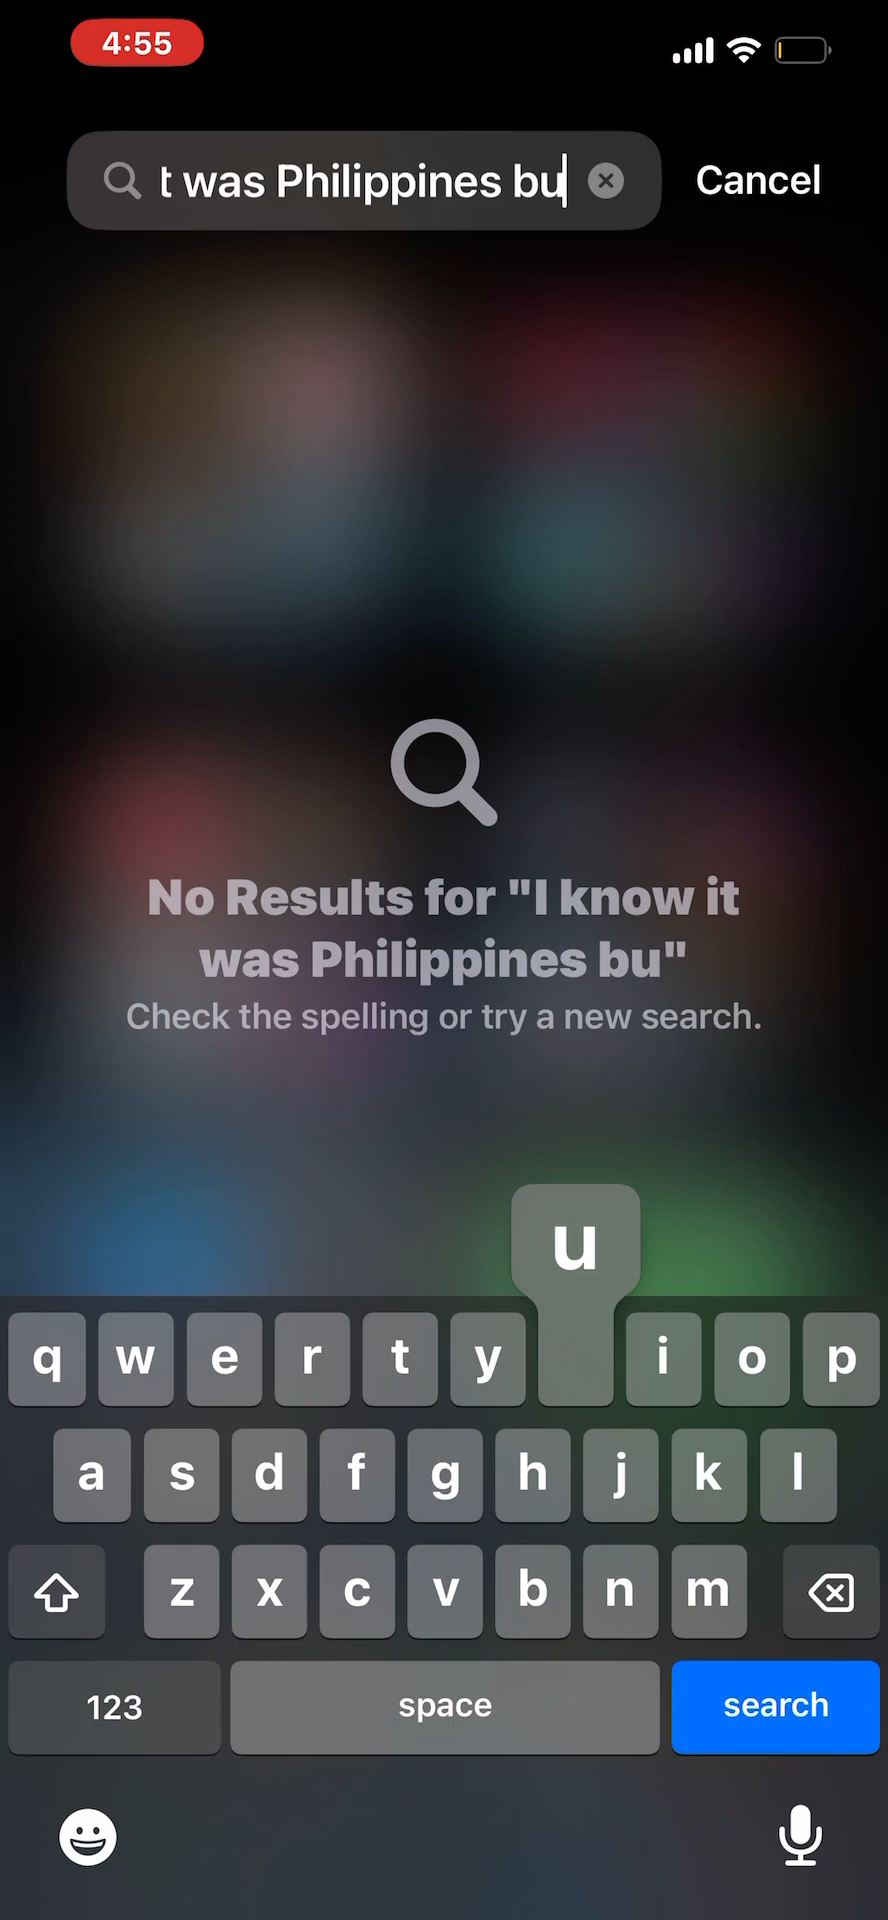 4:55
t was Philippines bu
Cancel
No Results for "I know it
was Philippines bu"
Check the spelling or try a new search.
u
q w e r t y i o p
a s d f g h j k l
z x c v b n m
123 space search